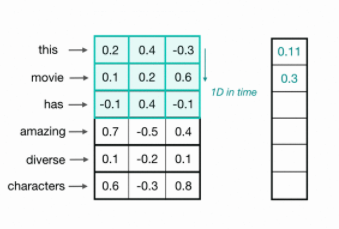 this → 0.2 0.4 -0.3 0.11
movie → 0.1 0.2 0.6 0.3
1D in time
has → -0.1 0.4 -0.1
amazing → 0.7 -0.5 0.4
diverse → 0.1 -0.2 0.1
characters → 0.6 -0.3 0.8